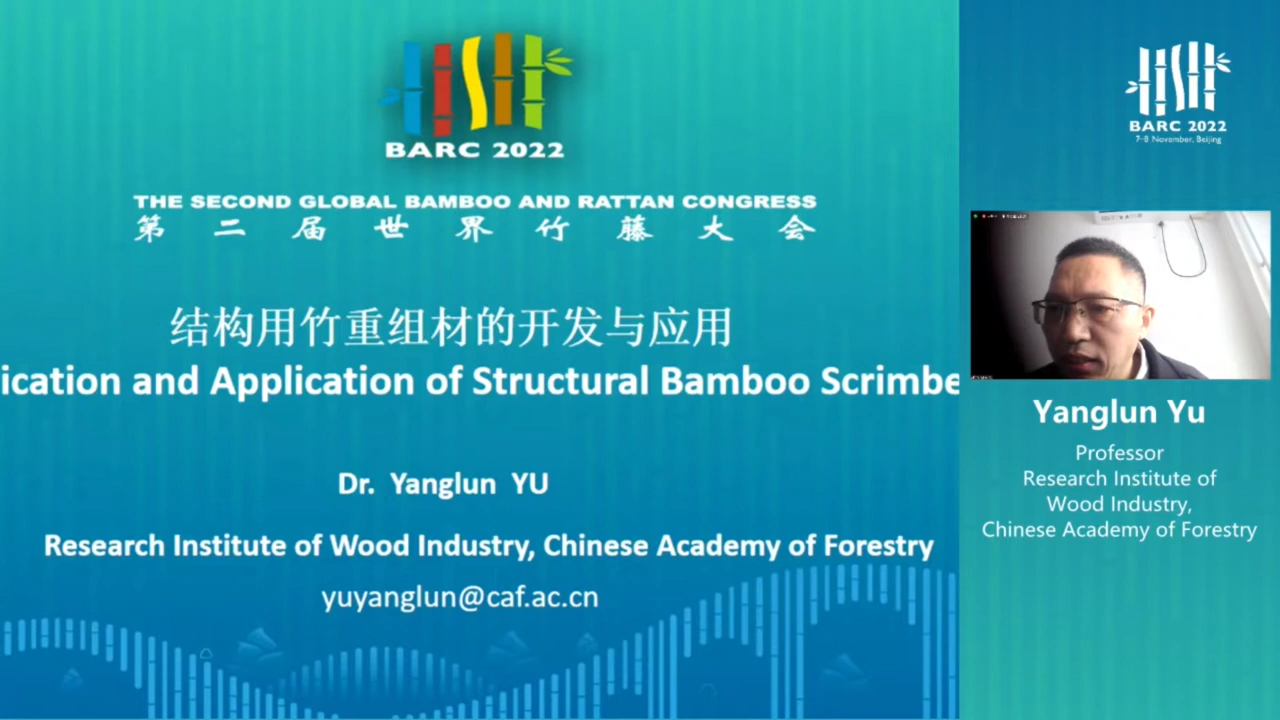 BARC 2022
THE SECOND GLOBAL BAMBOO AND RATTAN CONGRESS
第二届世界竹藤大会
结构用竹重组材的开发与应用
ication and Application of Structural Bamboo Scrimbe
Dr. Yanglun YU
Research Institute of Wood Industry, Chinese Academy of Forestry
yuyanglun@caf.ac.cn
BARC 2022
7-8 November, Beijing
Yanglun Yu
Professor
Research Institute of
Wood Industry,
Chinese Academy of Forestry